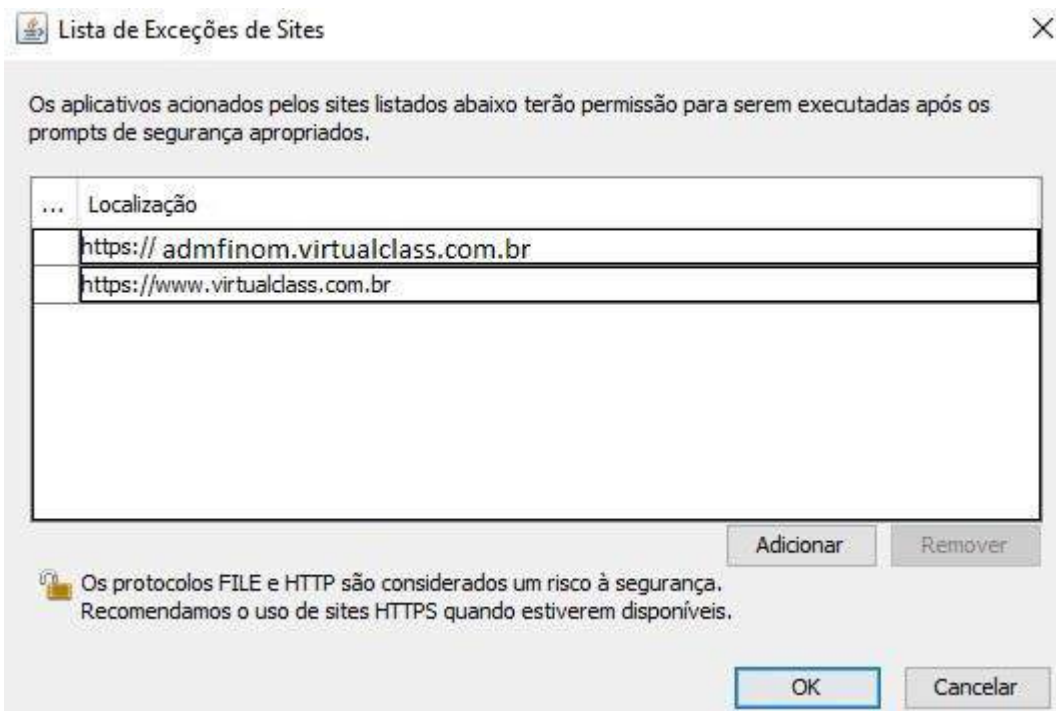 Lista de Exceções de Sites
Os aplicativos acionados pelos sites listados abaixo terão permissão para serem executadas após os
prompts de segurança apropriados.
... Localização
https:// admfinom.virtualclass.com.br
https://www.virtualclass.com.br
Adicionar Remover
Os protocolos FILE e HTTP são considerados um risco à segurança.
Recomendamos o uso de sites HTTPS quando estiverem disponíveis.
OK Cancelar